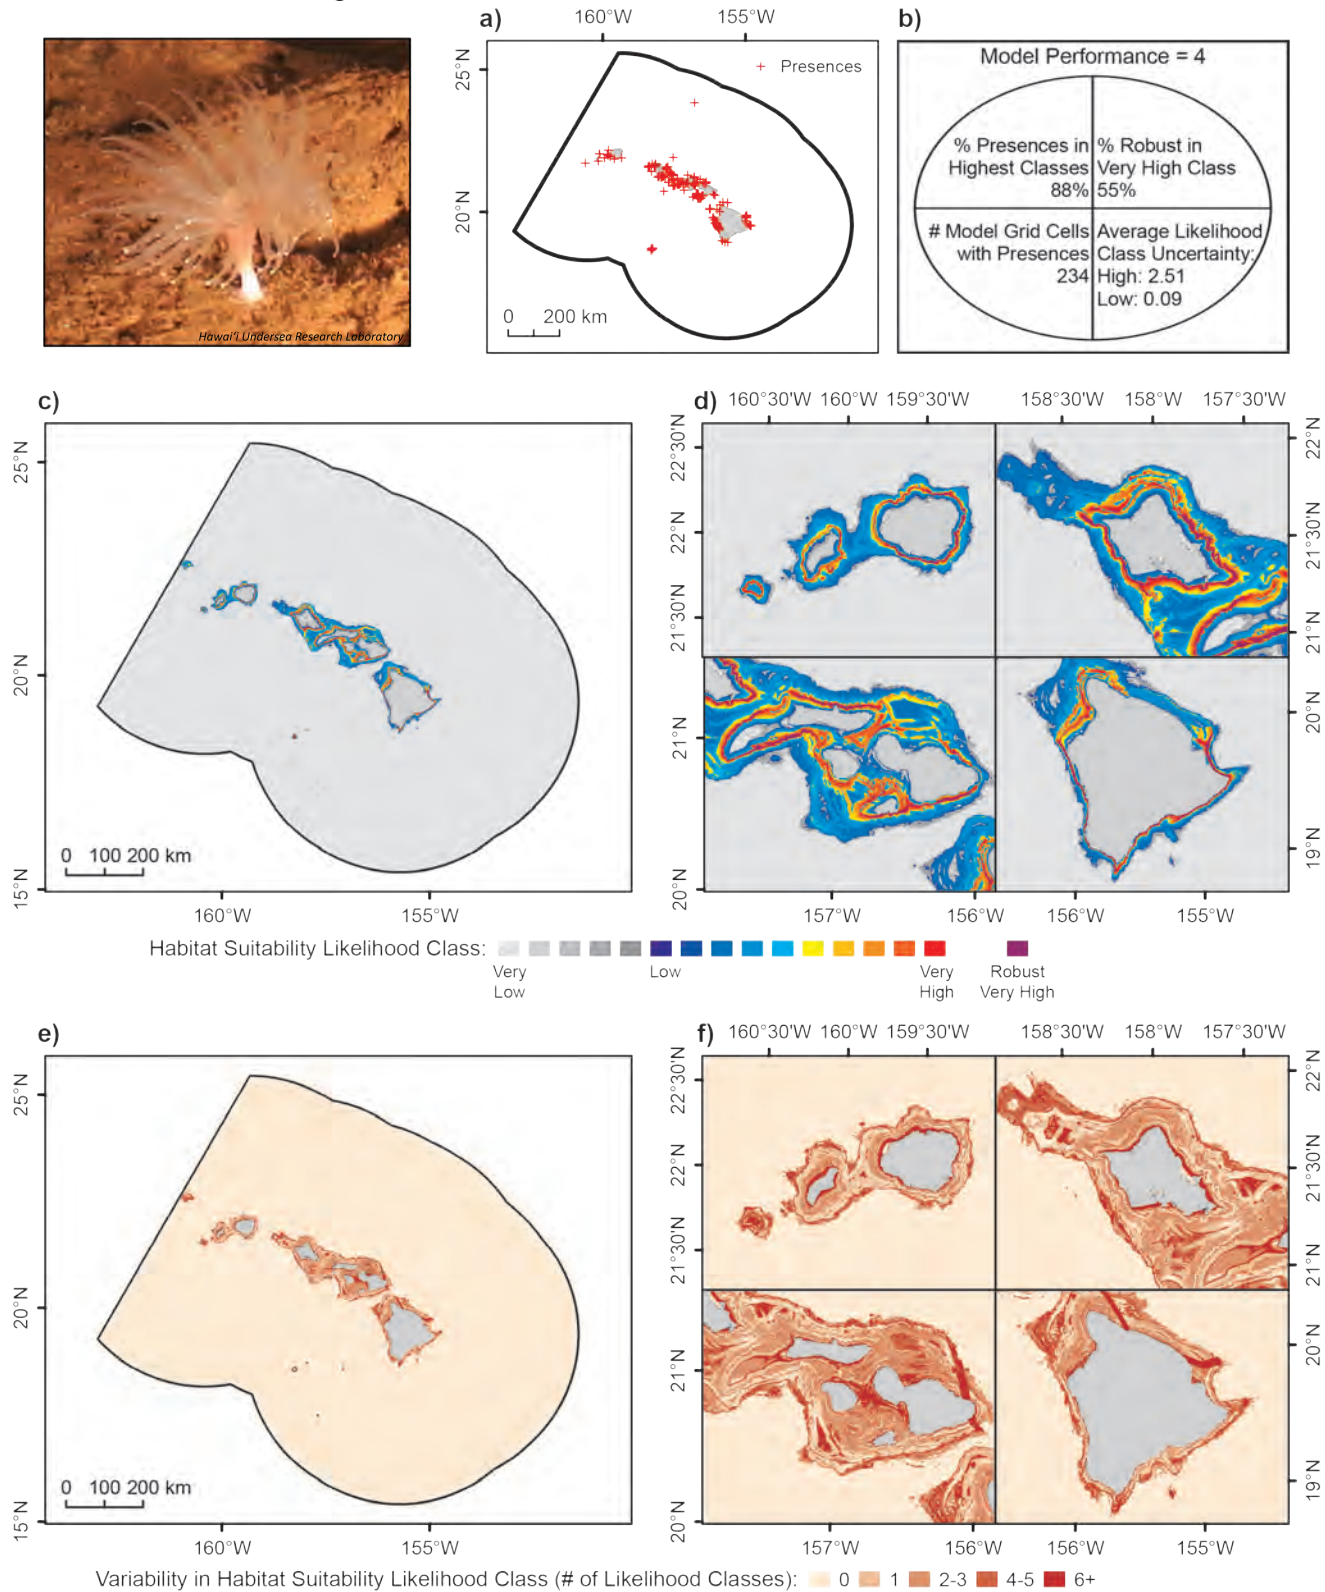 a)
160°W 155°W
b)
25°N
20°N
+ Presences
0 200 km
Hawai'i Undersea Research Laboratory
Model Performance = 4
% Presences in
Highest Classes
88%
% Robust in
Very High Class
55%
# Model Grid Cells
with Presences
234
Average Likelihood
Class Uncertainty:
High: 2.51
Low: 0.09
c)
25°N
20°N
15°N
0 100 200 km
160°W 155°W
d)
160°30'W 160°W 159°30'W 158°30'W 158°W 157°30'W
22°30'N
22°N
21°30'N
21°N
20°N
22°N
21°30'N
21°N
20°N
19°N
157°W 156°W 156°W 155°W
Habitat Suitability Likelihood Class:
Very
Low
Low
Very
High
Robust
Very High
e)
25°N
20°N
15°N
0 100 200 km
160°W 155°W
f)
160°30'W 160°W 159°30'W 158°30'W 158°W 157°30'W
22°30'N
22°N
21°30'N
21°N
20°N
22°N
21°30'N
21°N
20°N
19°N
157°W 156°W 156°W 155°W
Variability in Habitat Suitability Likelihood Class (# of Likelihood Classes): 0 1 2-3 4-5 6+